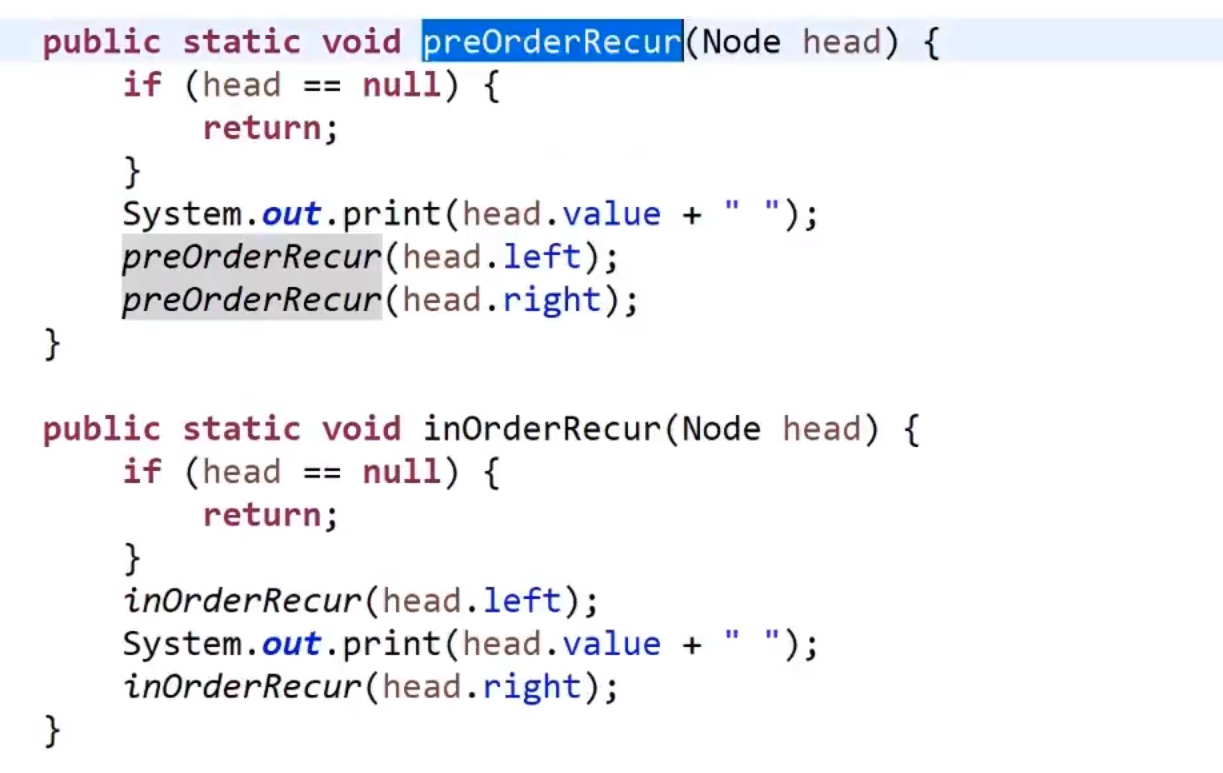 public static void preOrderRecur(Node head) {
    if (head == null) {
        return;
    }
    System.out.print(head.value + " ");
    preOrderRecur(head.left);
    preOrderRecur(head.right);
}

public static void inOrderRecur(Node head) {
    if (head == null) {
        return;
    }
    inOrderRecur(head.left);
    System.out.print(head.value + " ");
    inOrderRecur(head.right);
}